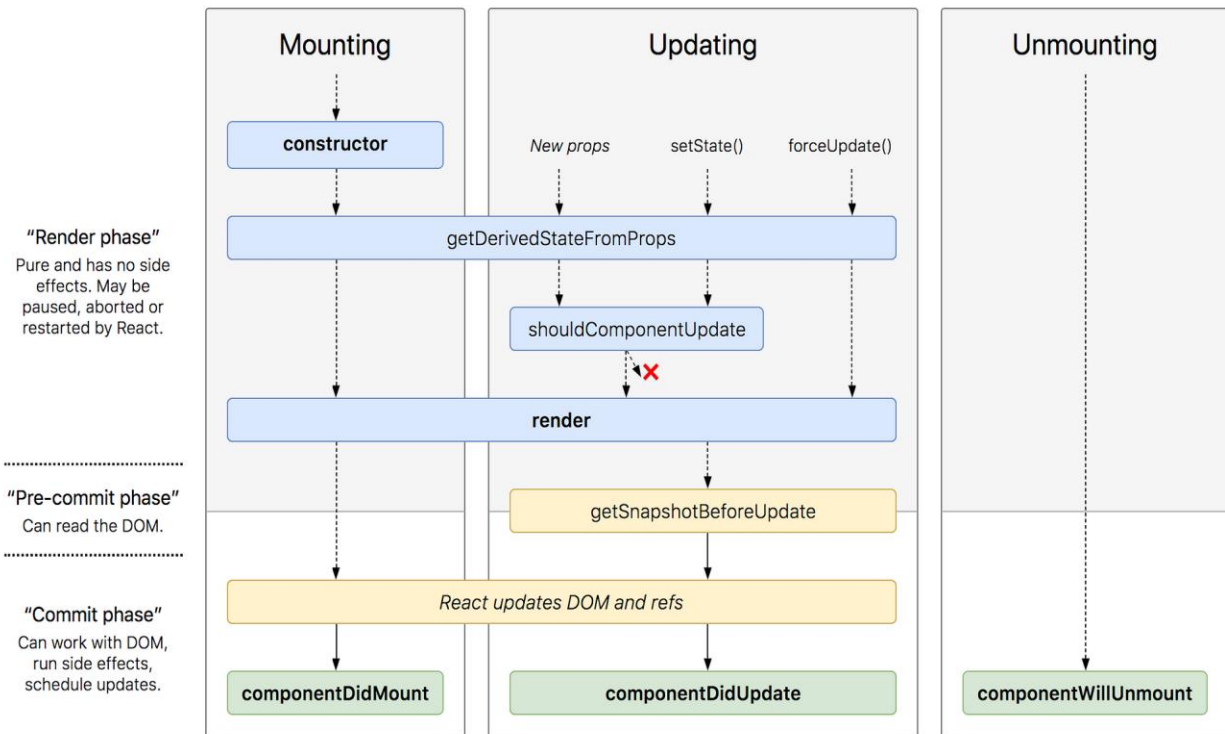 Mounting
Updating
Unmounting
constructor
New props
setState()
forceUpdate()
“Render phase”
Pure and has no side
effects. May be
paused, aborted or
restarted by React.
getDerivedStateFromProps
shouldComponentUpdate
render
“Pre-commit phase”
Can read the DOM.
getSnapshotBeforeUpdate
“Commit phase”
Can work with DOM,
run side effects,
schedule updates.
React updates DOM and refs
componentDidMount
componentDidUpdate
componentWillUnmount